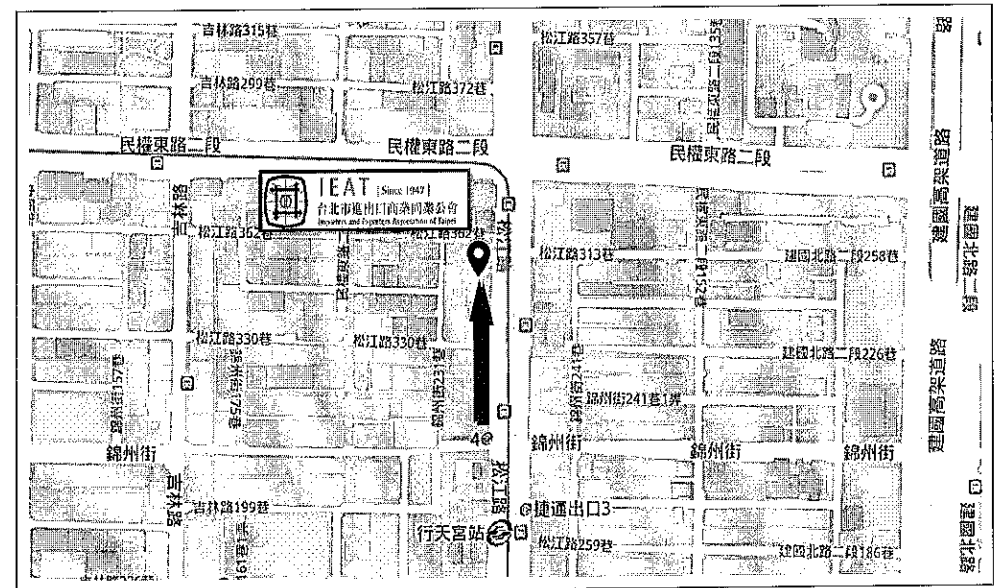 吉林路315巷
松江路357巷
吉林路299巷
松江路372巷
建國高架道路
民權東路二段
民權東路二段
民權東路二段
IEAT Since 1947
台北市進出口商業同業公會
Importers and Exporters Association of Taipei
吉林路
松江路362巷
松江路362巷
松江路
松江路313巷
建國北路二段258巷
建國北路二段
松江路330巷
松江路330巷
建國北路二段226巷
建國高架道路
錦州街157巷
錦州街175巷
錦州街231巷
錦州街241巷1弄
4
錦州街
錦州街
錦州街
錦州街
吉林路
吉林路199巷
松江路
捷運出口3
行天宮站
松江路259巷
建國北路二段186巷
建國北路